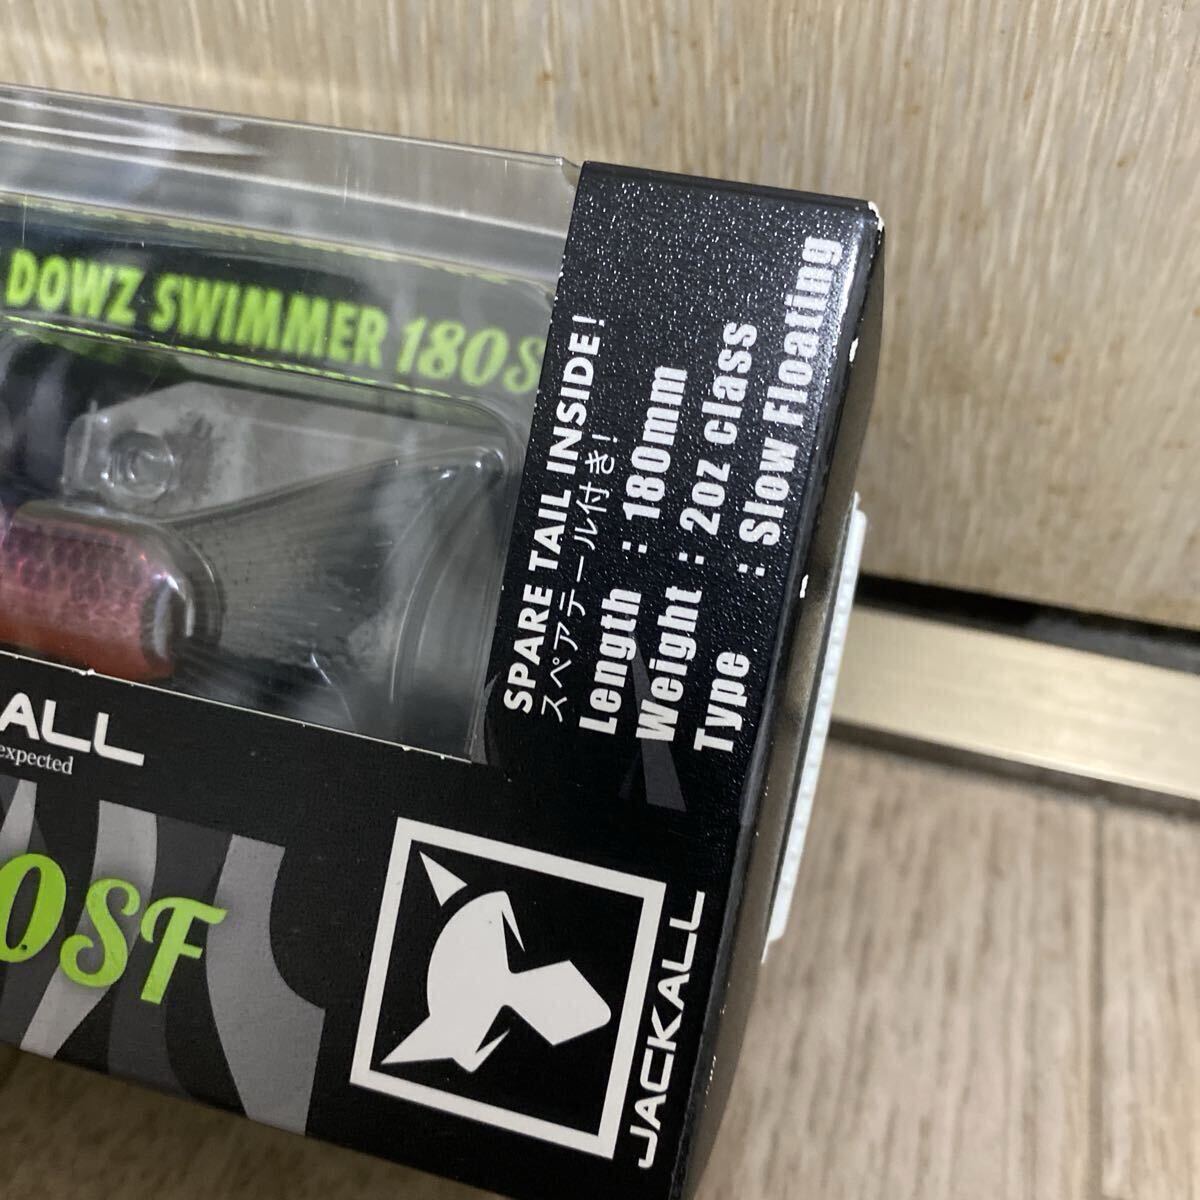 DOWZ SWIMMER 180S
SPARE TAIL INSIDE!
スペアテール付き!
Length : 180mm
Weight : 2oz class
Type : Slow Floating
ALL
expected
0SF
JACKALL